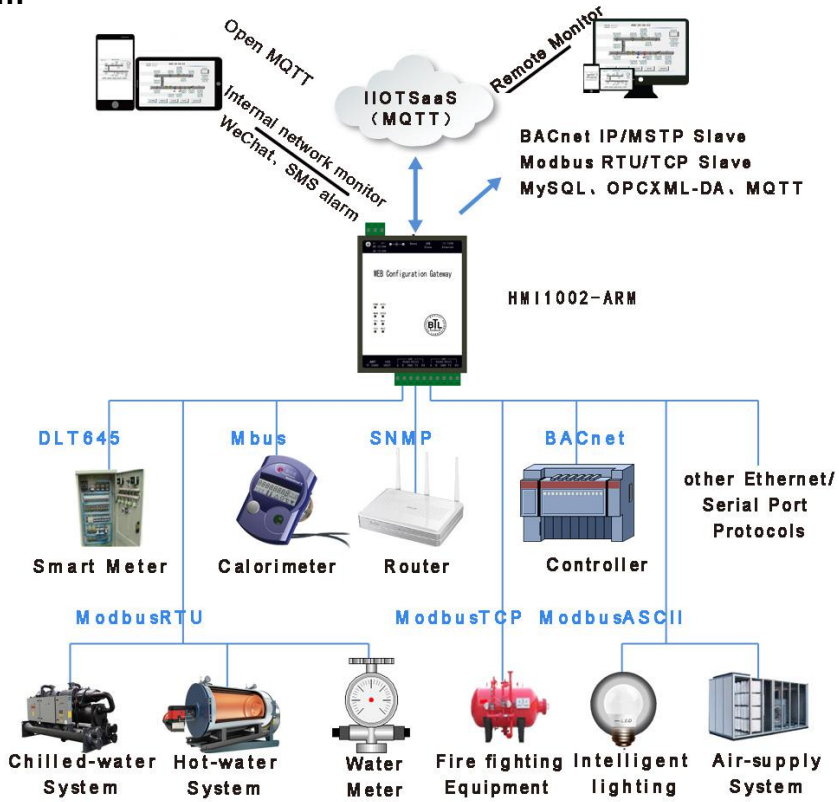 Open MQTT
Remote Monitor
IIOTSaaS
（MQTT）
Internal network monitor
WeChat、SMS alarm
BACnet IP/MSTP Slave
Modbus RTU/TCP Slave
MySQL、OPCXML-DA、MQTT
WEB Configuration Gateway
BTL
HMI1002-ARM
DLT645
Mbus
SNMP
BACnet
other Ethernet/
Serial Port
Protocols
Smart Meter
Calorimeter
Router
Controller
ModbusRTU
ModbusTCP
ModbusASCII
LED
Chilled-water
System
Hot-water
System
Water
Meter
Fire fighting
Equipment
Intelligent
lighting
Air-supply
System